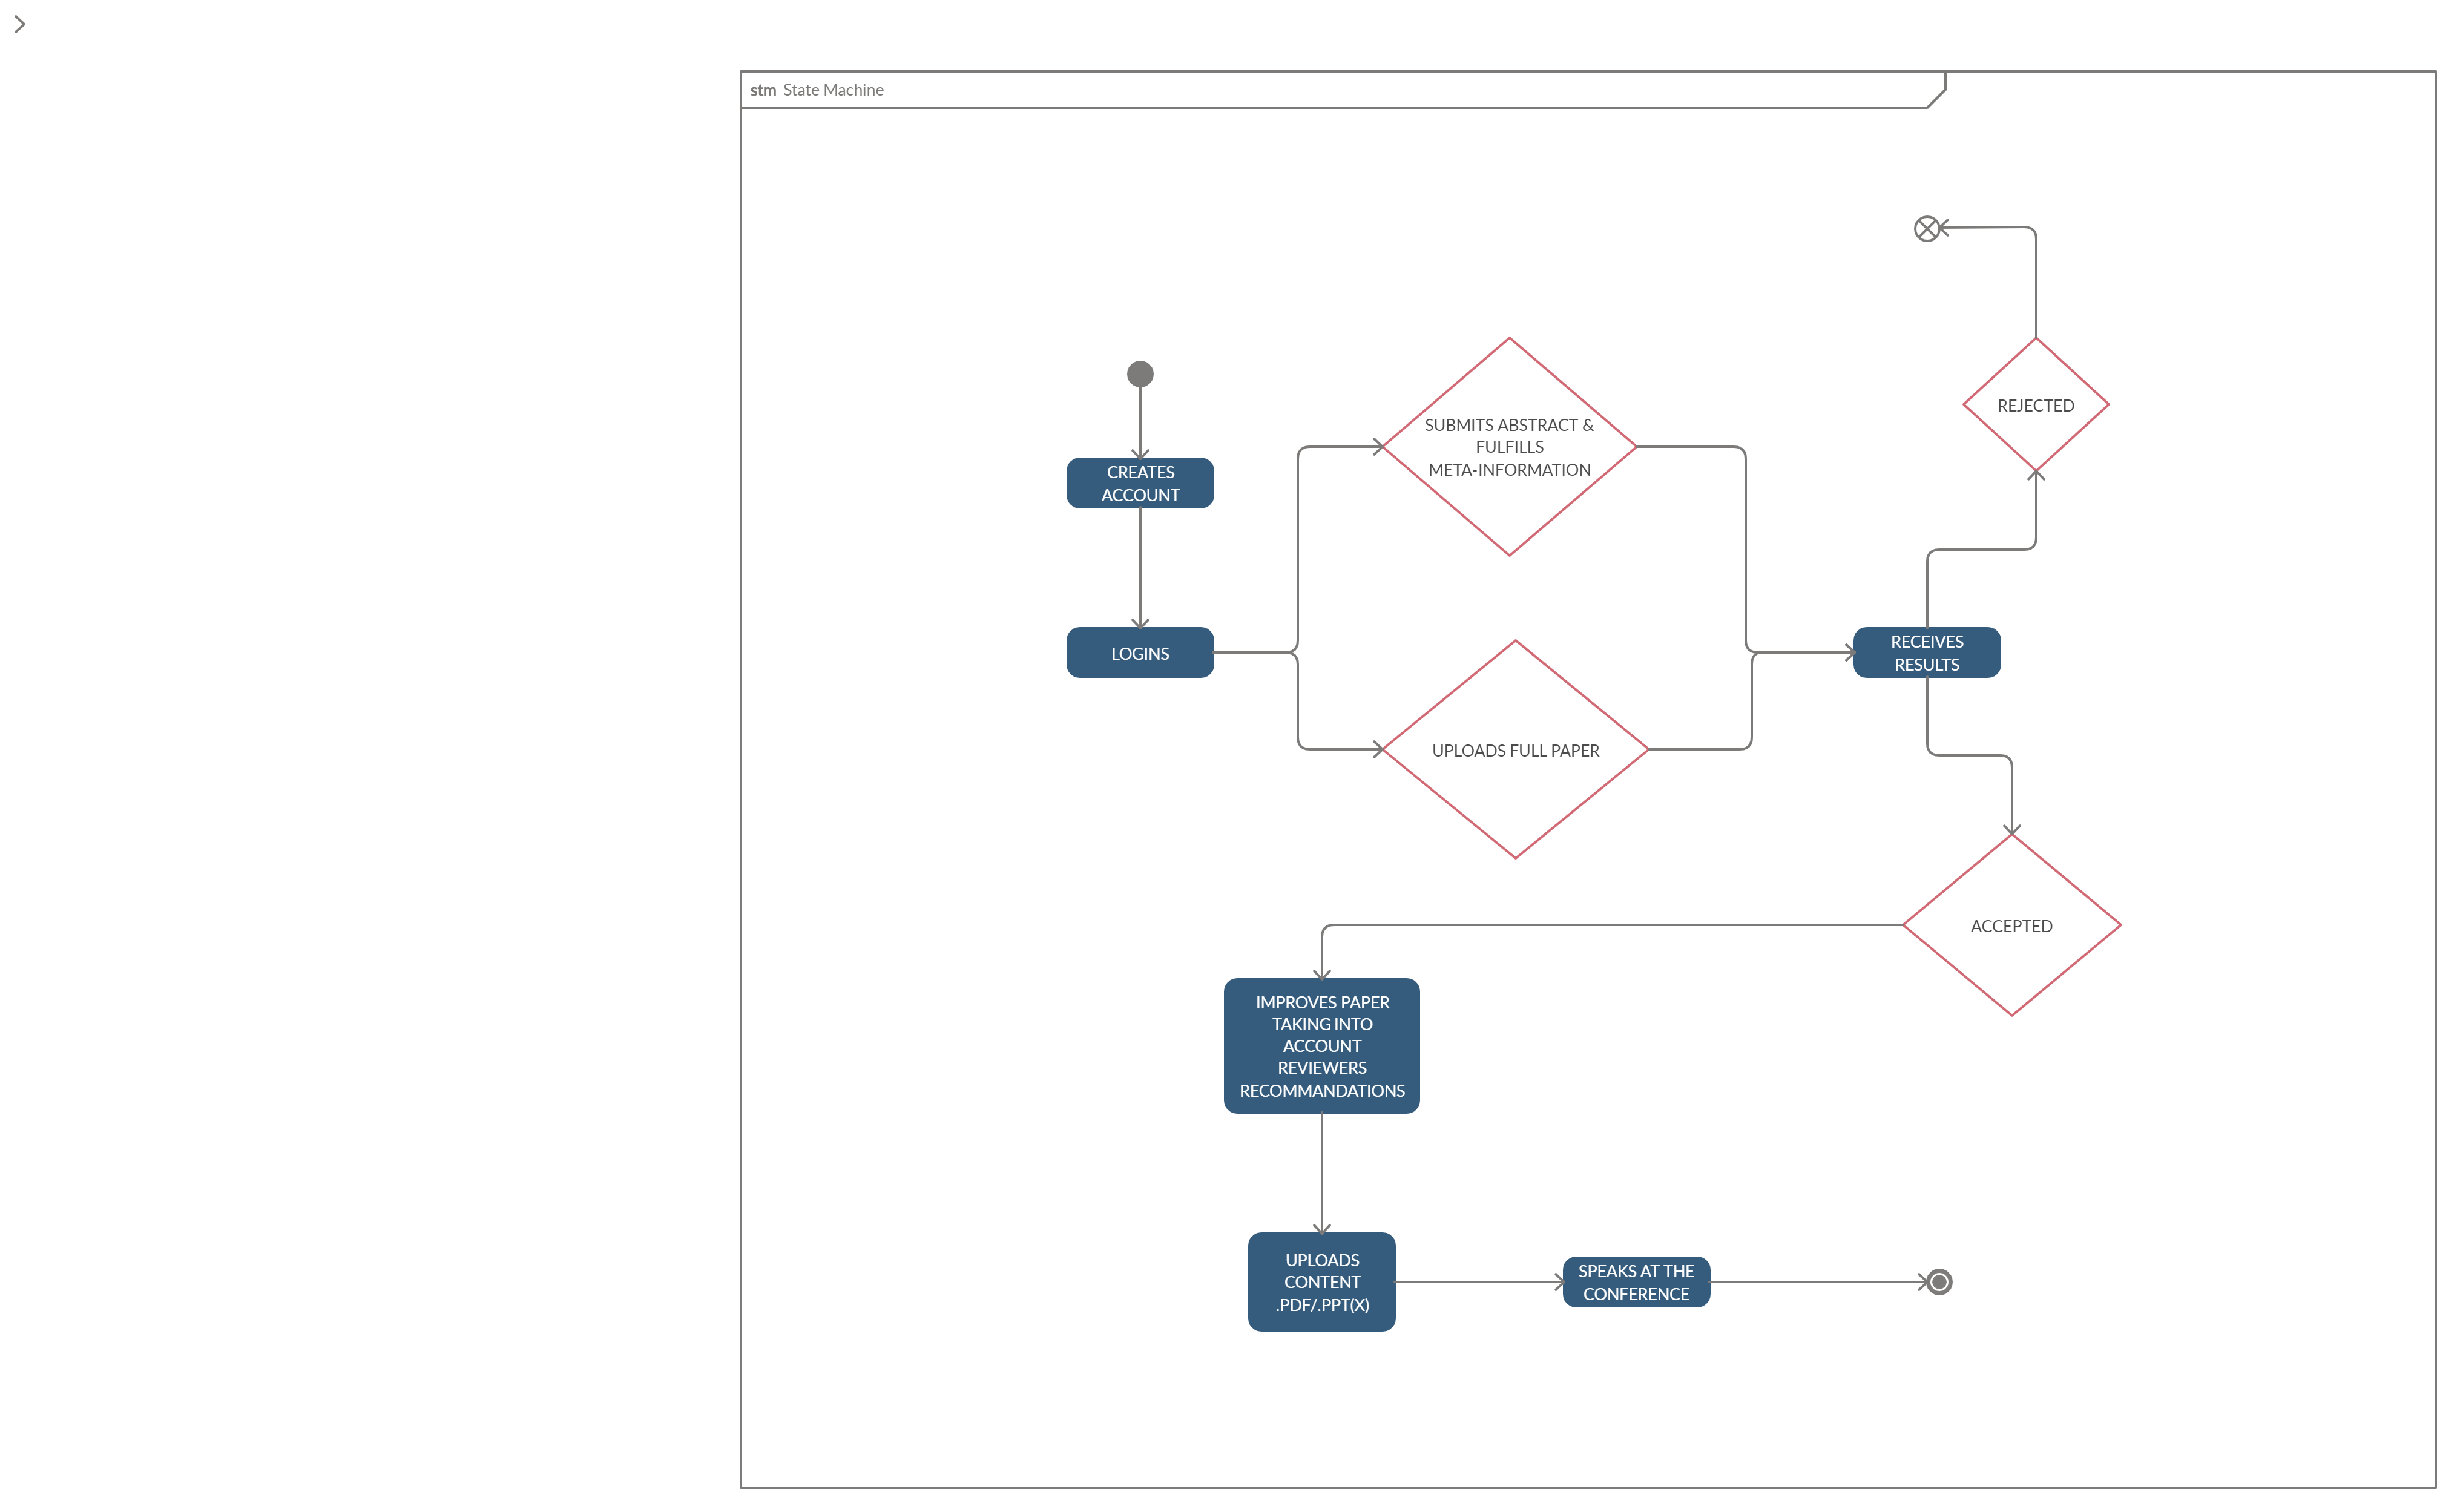 stm State Machine
REJECTED
SUBMITS ABSTRACT &
FULFILLS
META-INFORMATION
CREATES
ACCOUNT
LOGINS
RECEIVES
RESULTS
UPLOADS FULL PAPER
ACCEPTED
IMPROVES PAPER
TAKING INTO
ACCOUNT
REVIEWERS
RECOMMANDATIONS
UPLOADS
CONTENT
.PDF/.PPT(X)
SPEAKS AT THE
CONFERENCE